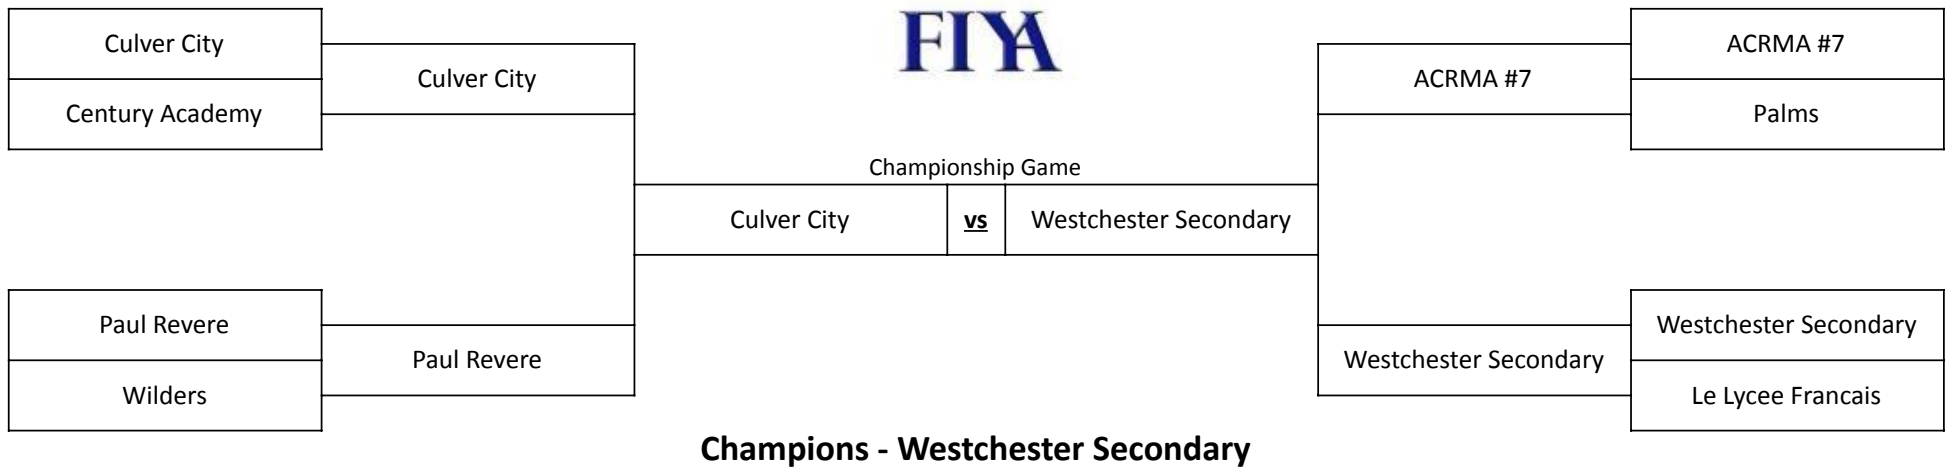 FIYA
Culver City
Century Academy
Culver City
Paul Revere
Wilders
Paul Revere
Championship Game
Culver City vs Westchester Secondary
ACRMA #7
ACRMA #7
Palms
Westchester Secondary
Westchester Secondary
Le Lycee Francais
Champions - Westchester Secondary